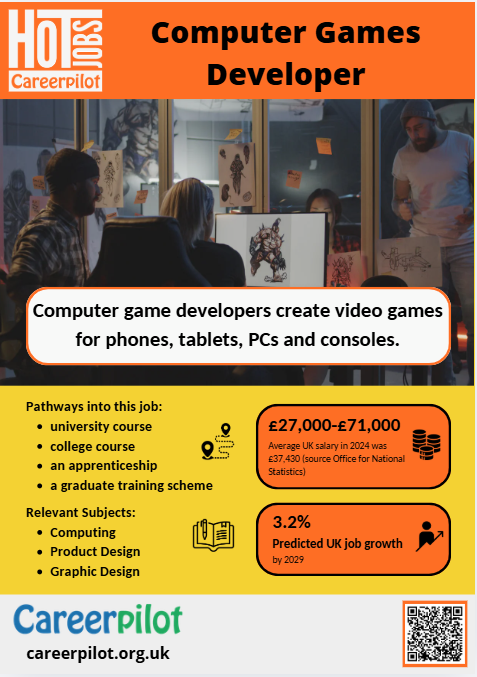 HOT JOBS
Careerpilot
Computer Games
Developer
Computer game developers create video games
for phones, tablets, PCs and consoles.
Pathways into this job:
• university course
• college course
• an apprenticeship
• a graduate training scheme
Relevant Subjects:
• Computing
• Product Design
• Graphic Design
£27,000-£71,000
Average UK salary in 2024 was
£37,430 (source Office for National
Statistics)
3.2%
Predicted UK job growth
by 2029
Careerpilot
careerpilot.org.uk